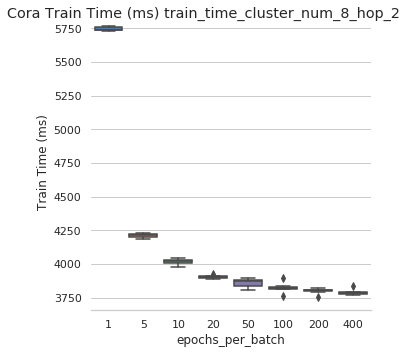 Cora Train Time (ms) train_time_cluster_num_8_hop_2
5750
5500
5250
5000
4750
4500
4250
4000
3750
Train Time (ms)
1 5 10 20 50 100 200 400
epochs_per_batch